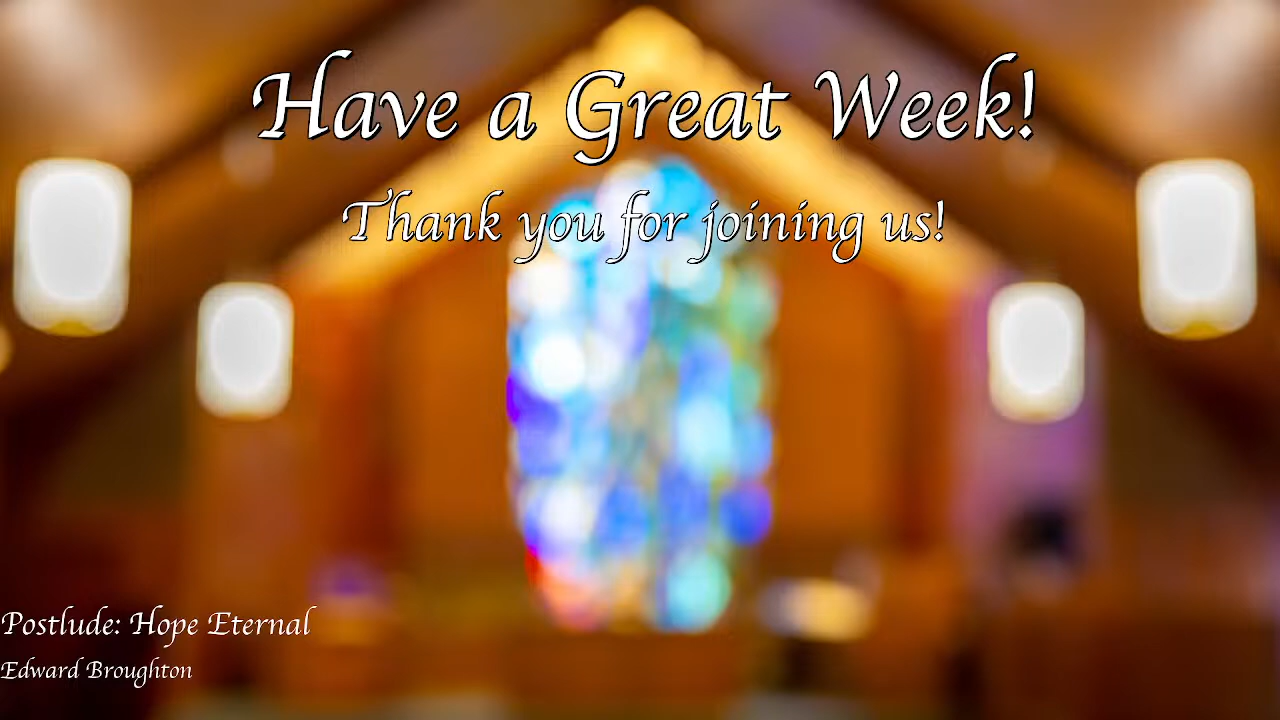 Have a Great Week!
Thank you for joining us!
Postlude: Hope Eternal
Edward Broughton